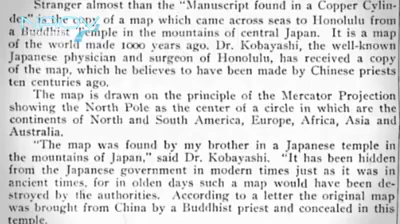 Stranger almost than the "Manuscript found in a Copper Cylin-
is the copy of a map which came across seas to Honolulu from
a Buddhist Temple in the mountains of central Japan. It is a map
of the world made 1000 years ago. Dr. Kobayashi, the well-known
Japanese physician and surgeon of Honolulu, has received a copy
of the map, which he believes to have been made by Chinese priests
ten centuries ago.
The map is drawn on the principle of the Mercator Projection
showing the North Pole as the center of a circle in which are the
continents of North and South America, Europe, Africa, Asia and
Australia.
"The map was found by my brother in a Japanese temple in
the mountains of Japan," said Dr. Kobayashi. "It has been hidden
from the Japanese government in modern times just as it was in
ancient times, for in olden days such a map would have been de-
stroyed by the authorities. According to a letter the original map
was brought from China by a Buddhist priest and concealed in this
temple.